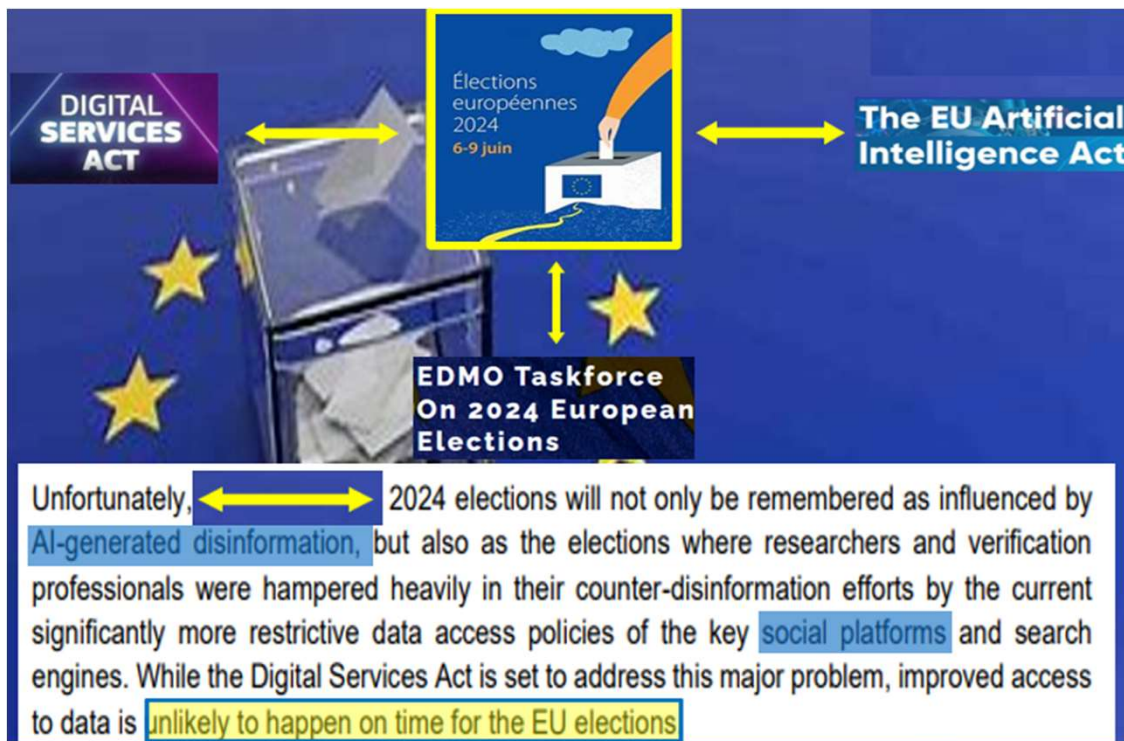 DIGITAL
SERVICES
ACT
Élections
européennes
2024
6-9 juin
The EU Artificial
Intelligence Act
EDMO Taskforce
On 2024 European
Elections
Unfortunately, 2024 elections will not only be remembered as influenced by
AI-generated disinformation, but also as the elections where researchers and verification
professionals were hampered heavily in their counter-disinformation efforts by the current
significantly more restrictive data access policies of the key social platforms and search
engines. While the Digital Services Act is set to address this major problem, improved access
to data is unlikely to happen on time for the EU elections